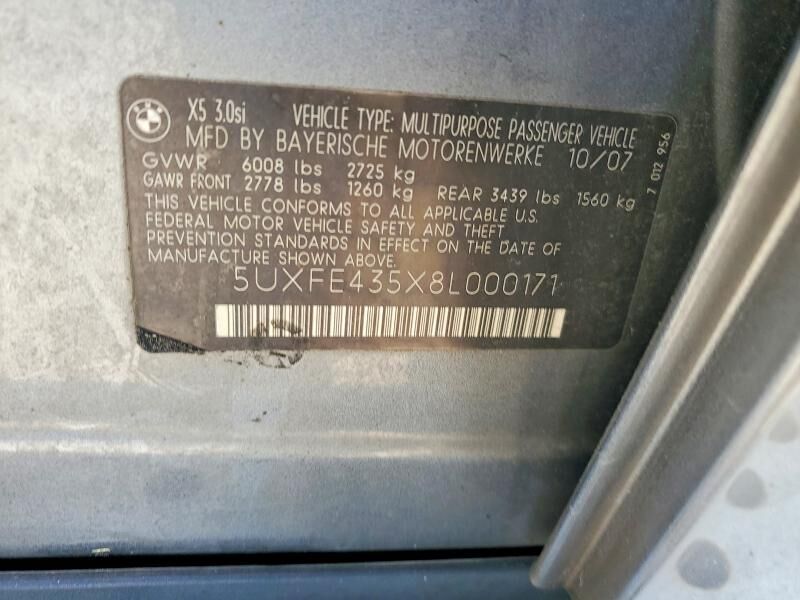 X5 3.0si VEHICLE TYPE: MULTIPURPOSE PASSENGER VEHICLE
MFD BY BAYERISCHE MOTORENWERKE 10/07
GVWR 6008 lbs 2725 kg
GAWR FRONT 2778 lbs 1260 kg REAR 3439 lbs 1560 kg
THIS VEHICLE CONFORMS TO ALL APPLICABLE U.S.
FEDERAL MOTOR VEHICLE SAFETY AND THEFT
PREVENTION STANDARDS IN EFFECT ON THE DATE OF
MANUFACTURE SHOWN ABOVE.
5UXFE435X8L000171
7 012 956